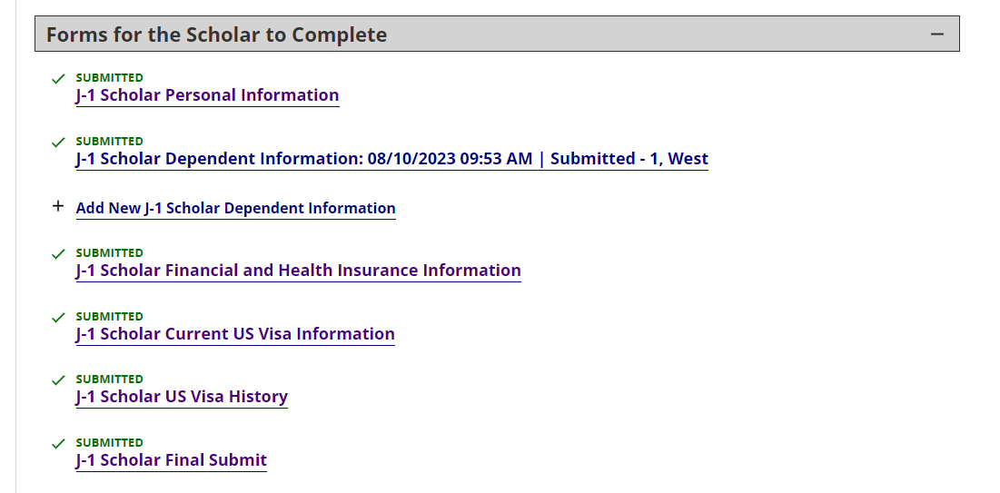 Forms for the Scholar to Complete
SUBMITTED
J-1 Scholar Personal Information
SUBMITTED
J-1 Scholar Dependent Information: 08/10/2023 09:53 AM | Submitted - 1, West
Add New J-1 Scholar Dependent Information
SUBMITTED
J-1 Scholar Financial and Health Insurance Information
SUBMITTED
J-1 Scholar Current US Visa Information
SUBMITTED
J-1 Scholar US Visa History
SUBMITTED
J-1 Scholar Final Submit